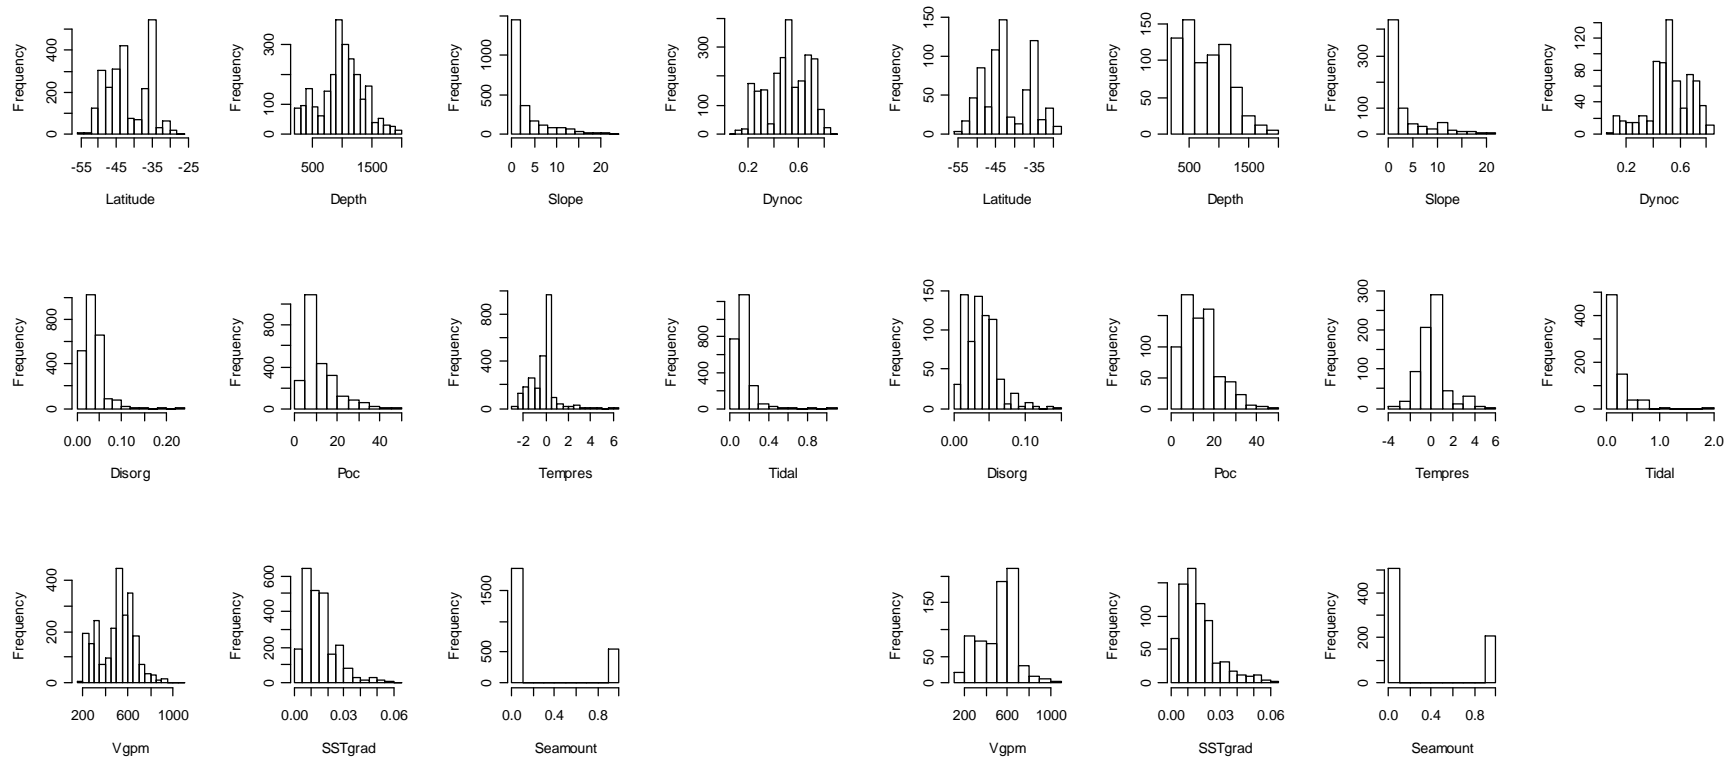 Frequency 0 200 400 -55 -45 -35 -25 Latitude
Frequency 0 100 300 500 1500 Depth
Frequency 0 500 1000 0 5 10 20 Slope
Frequency 0 100 300 0.2 0.6 Dynoc
Frequency 0 50 100 150 -55 -45 -35 Latitude
Frequency 0 50 100 150 500 1500 Depth
Frequency 0 100 300 0 5 10 20 Slope
Frequency 0 40 80 120 0.2 0.6 Dynoc
Frequency 0 400 800 0.00 0.10 0.20 Disorg
Frequency 0 400 800 0 20 40 Poc
Frequency 0 400 800 -2 0 2 4 6 Tempres
Frequency 0 400 800 0.0 0.4 0.8 Tidal
Frequency 0 50 100 150 0.00 0.10 Disorg
Frequency 0 50 100 0 20 40 Poc
Frequency 0 50 100 200 300 -4 -2 0 2 4 6 Tempres
Frequency 0 200 400 0.0 1.0 2.0 Tidal
Frequency 0 200 400 200 600 1000 Vgpm
Frequency 0 200 400 600 0.00 0.03 0.06 SSTgrad
Frequency 0 500 1500 0.0 0.4 0.8 Seamount
Frequency 0 50 150 200 600 1000 Vgpm
Frequency 0 50 100 0.00 0.03 0.06 SSTgrad
Frequency 0 200 400 0.0 0.4 0.8 Seamount